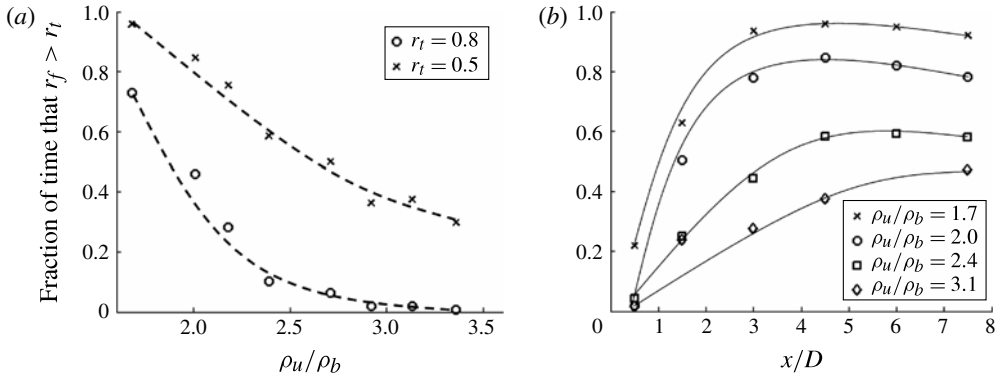 (a)
Fraction of time that r_f > r_t
1.0
0.8
0.6
0.4
0.2
0
2.0 2.5 3.0 3.5
ρ_u/ρ_b
r_t = 0.8
r_t = 0.5
(b)
1.0
0.8
0.6
0.4
0.2
0
1 2 3 4 5 6 7 8
x/D
ρ_u/ρ_b = 1.7
ρ_u/ρ_b = 2.0
ρ_u/ρ_b = 2.4
ρ_u/ρ_b = 3.1